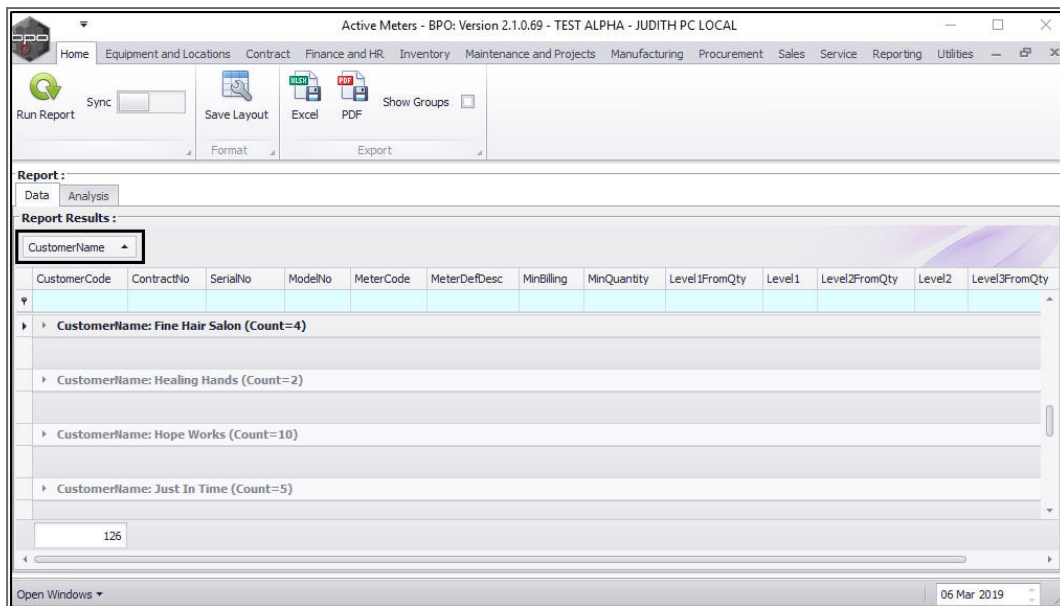 Active Meters - BPO: Version 2.1.0.69 - TEST ALPHA - JUDITH PC LOCAL
bpo
Home Equipment and Locations Contract Finance and HR Inventory Maintenance and Projects Manufacturing Procurement Sales Service Reporting Utilities
Run Report Sync Save Layout XLSX Excel PDF PDF Show Groups
Format Export
Report :
Data Analysis
Report Results :
CustomerName
CustomerCode ContractNo SerialNo ModelNo MeterCode MeterDefDesc MinBilling MinQuantity Level1FromQty Level1 Level2FromQty Level2 Level3FromQty
CustomerName: Fine Hair Salon (Count=4)
CustomerName: Healing Hands (Count=2)
CustomerName: Hope Works (Count=10)
CustomerName: Just In Time (Count=5)
126
Open Windows 06 Mar 2019